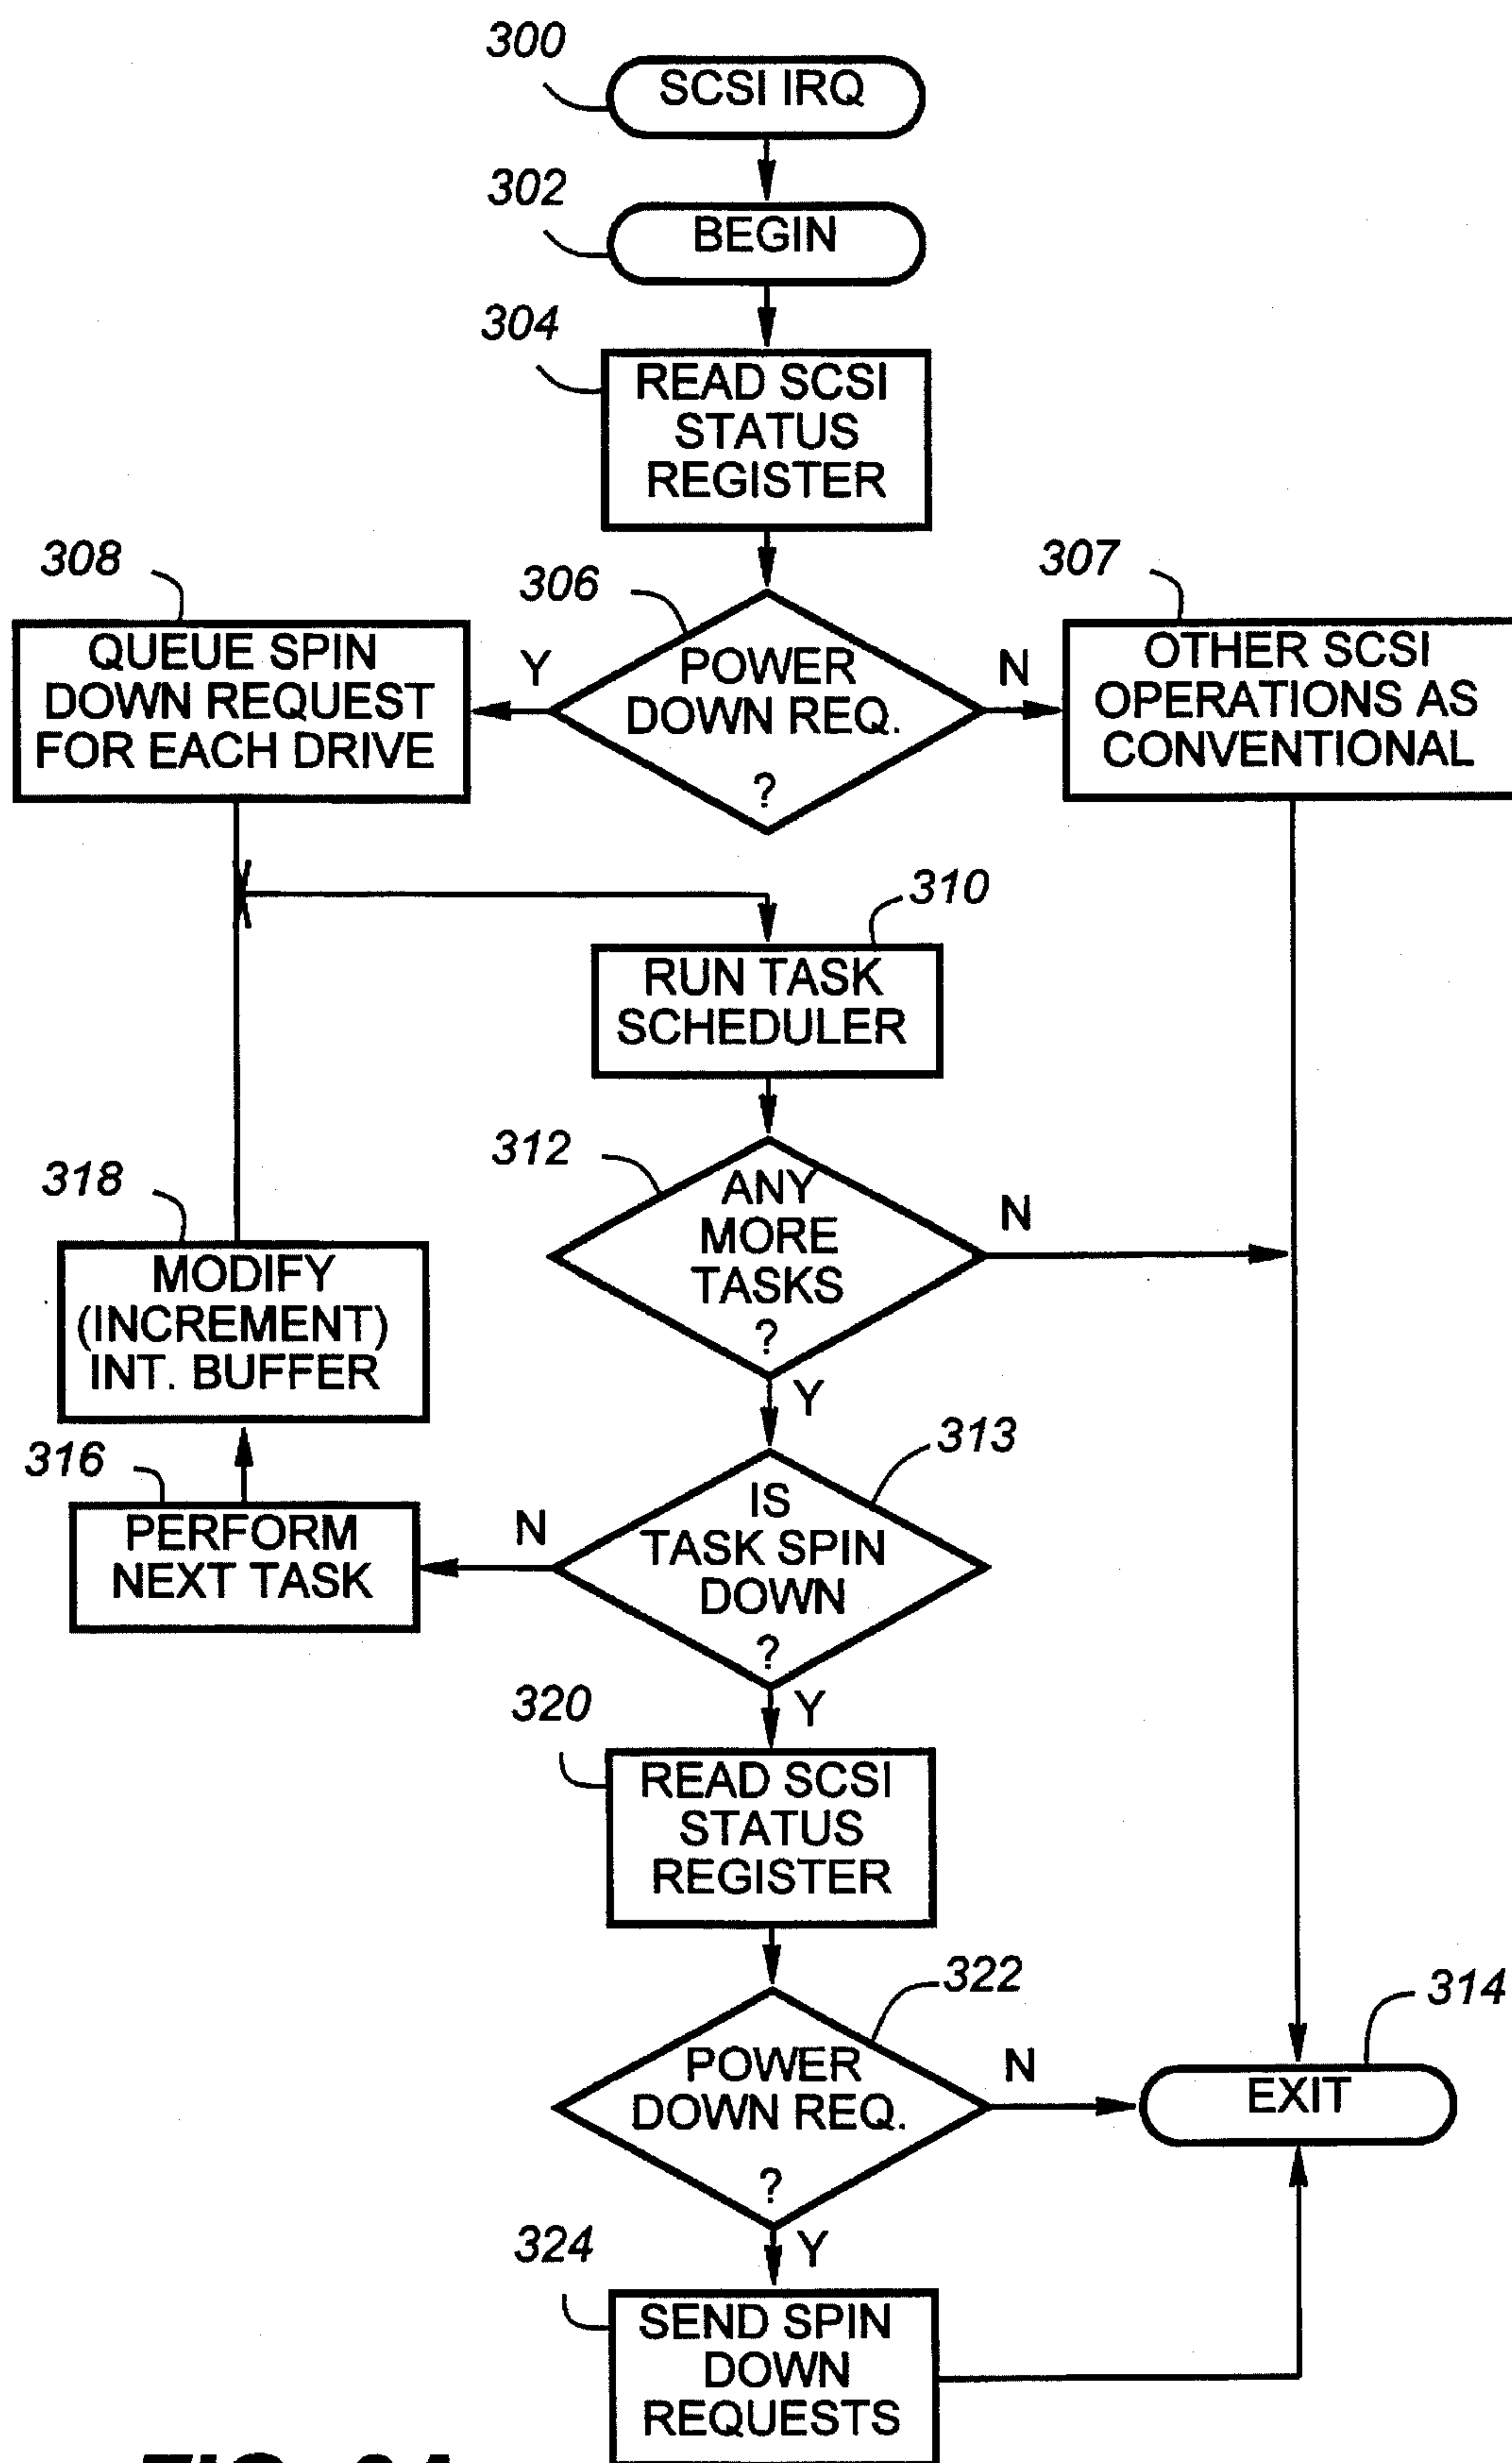 300
SCSI IRQ
302
BEGIN
304
READ SCSI
STATUS
REGISTER
308
QUEUE SPIN
DOWN REQUEST
FOR EACH DRIVE
306
Y
POWER
DOWN REQ.
?
N
307
OTHER SCSI
OPERATIONS AS
CONVENTIONAL
310
RUN TASK
SCHEDULER
312
ANY
MORE
TASKS
?
N
Y
318
MODIFY
(INCREMENT)
INT. BUFFER
313
IS
TASK SPIN
DOWN
?
N
316
PERFORM
NEXT TASK
Y
320
READ SCSI
STATUS
REGISTER
322
POWER
DOWN REQ.
?
N
314
EXIT
Y
324
SEND SPIN
DOWN
REQUESTS